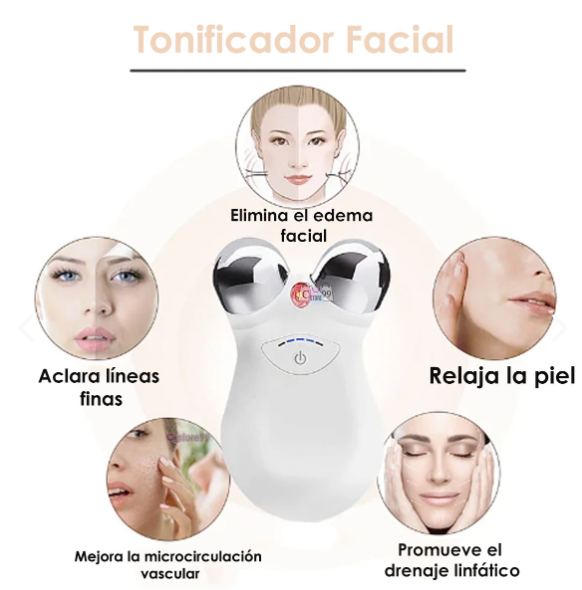 Tonificador Facial
Elimina el edema
facial
Aclara líneas
finas
Relaja la piel
Mejora la microcirculación
vascular
Promueve el
drenaje linfático